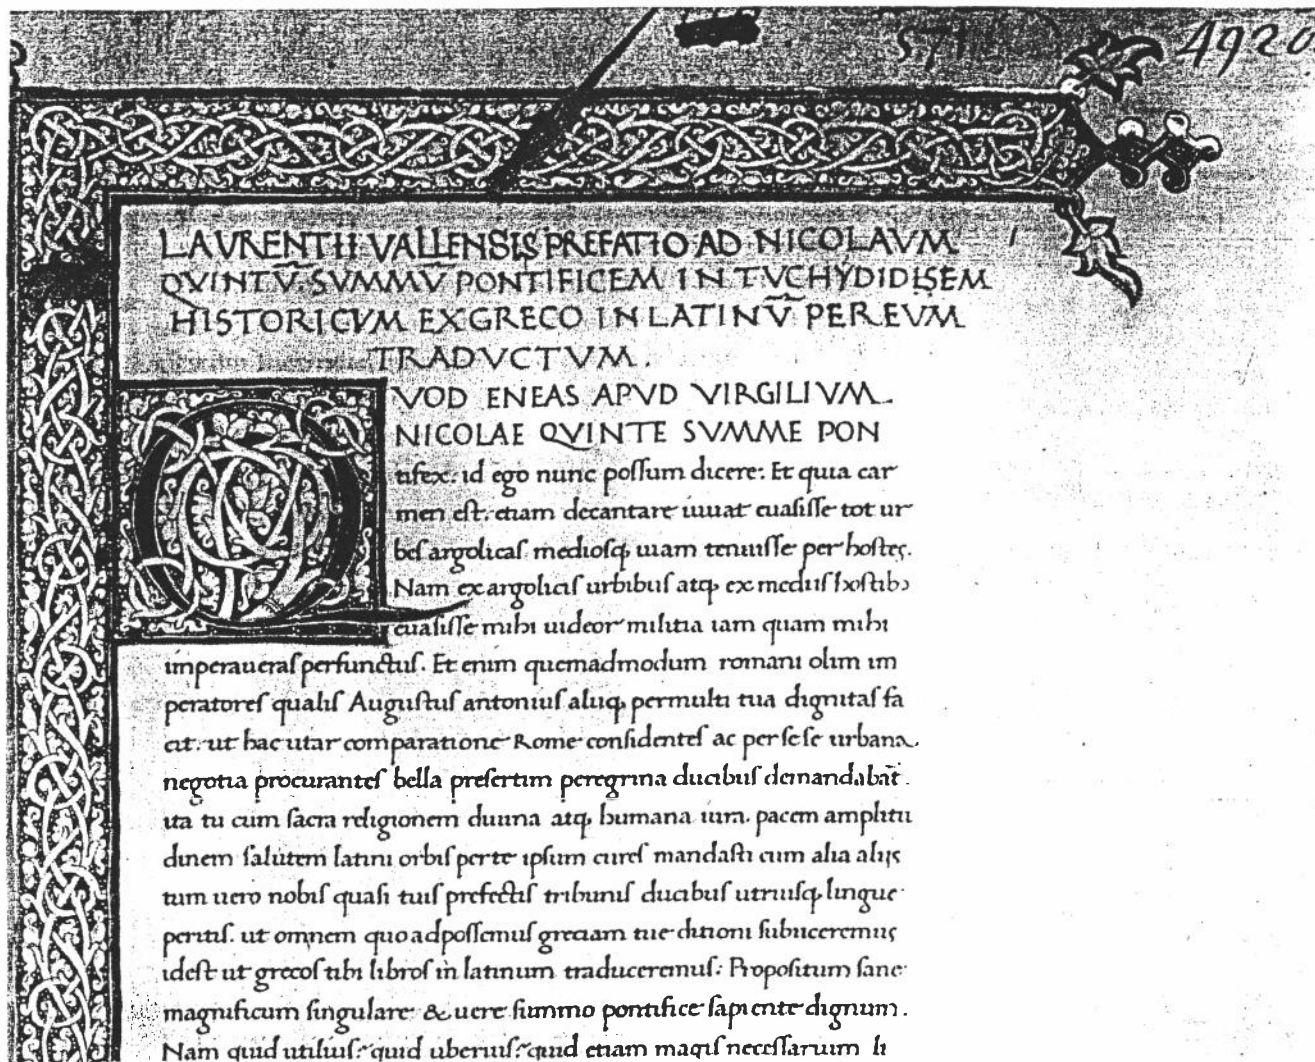 571 4920
LAVRENTII VALLENSIS PREFATIO AD NICOLAVM
QVINTV̅. SVMMV PONTIFICEM IN TVCHYDIDISEM
HISTORICVM EX GRECO IN LATINV̅ PER EVM
TRADVCTVM.
QVOD ENEAS APVD VIRGILIVM.
NICOLAE QVINTE SVMME PON
tifex: id ego nunc possum dicere: Et quia car
men est: etiam decantare iuuat euasisse tot ur
bes argolicas mediosq; uiam tenuisse per hostes.
Nam ex argolicis urbibus atq; ex mediis hostib;
euasisse mihi uideor militia iam quam mihi
imperaueras perfunctus. Et enim quemadmodum romani olim im
peratores qualis Augustus antonius aliiq; permulti tua dignitas fa
cit: ut hac utar comparatione Rome considentes ac per se se urbana
negotia procurantes bella presertim peregrina ducibus demandaba̅t.
ita tu cum sacra religionem diuina atq; humana iura. pacem amplitu
dinem salutem latini orbis per te ipsum cures mandasti cum alia aliis
tum uero nobis quasi tuis prefectis tribunis ducibus utriusq; lingue
peritis. ut omnem quoad possemus greciam tue ditioni subiiceremus
idest ut grecos tibi libros in latinum traduceremus: Propositum sane
magnificum singulare & uere summo pontifice sapiente dignum.
Nam quid utilius? quid uberius? quid etiam magis necessarium li